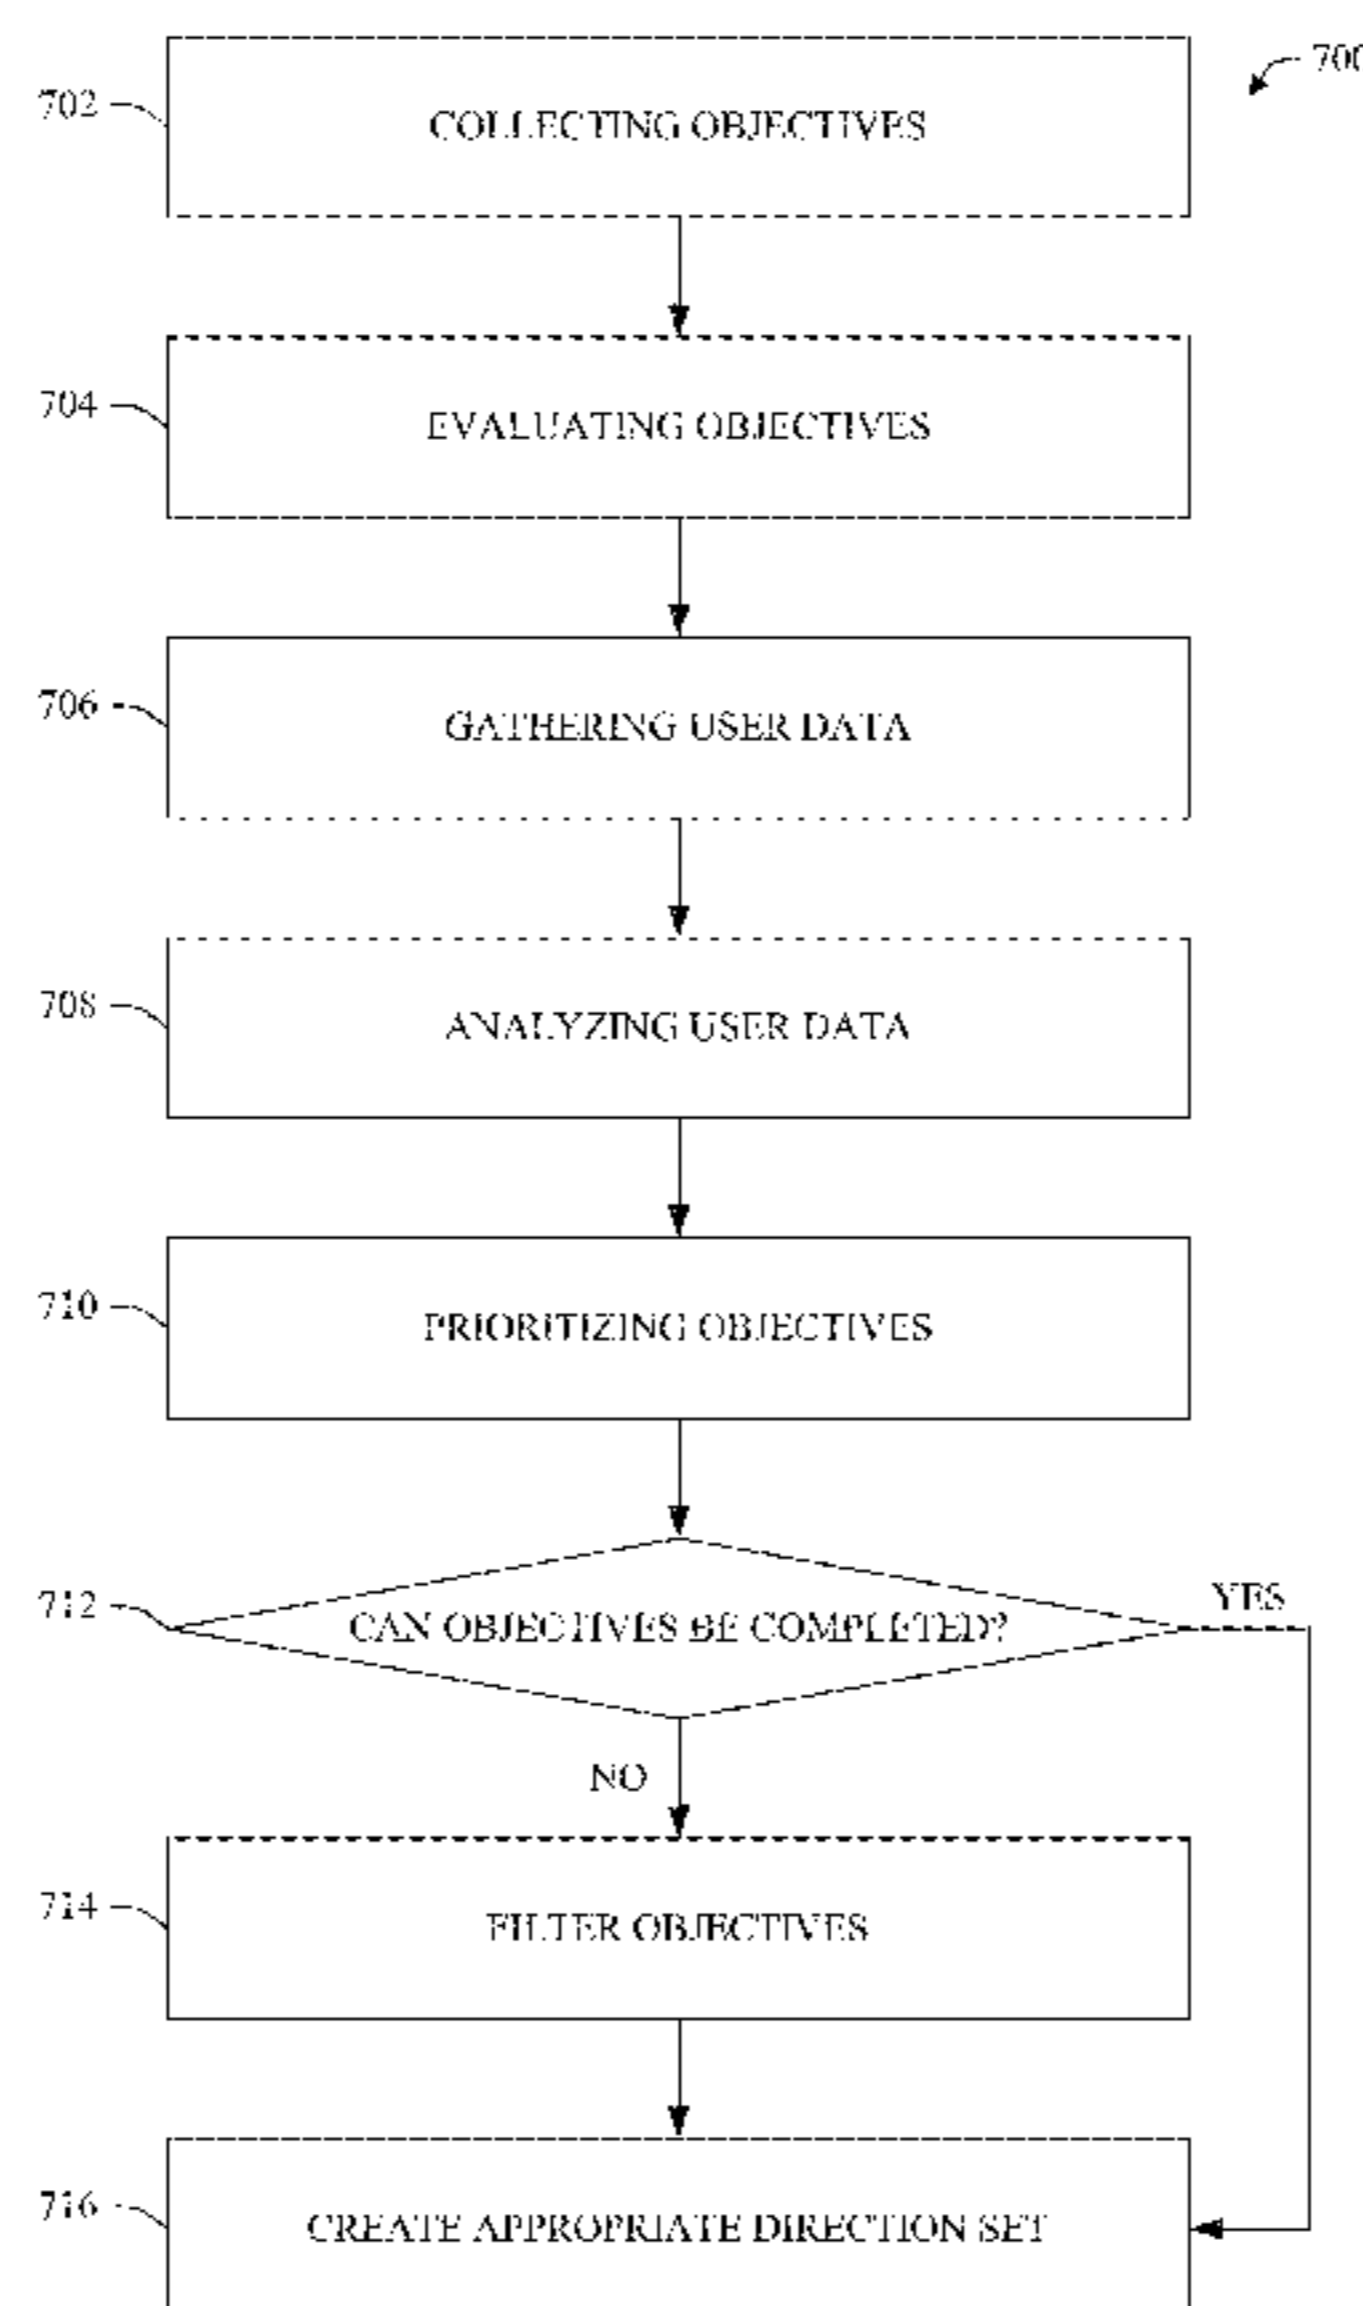 700
702
COLLECTING OBJECTIVES
704
EVALUATING OBJECTIVES
706
GATHERING USER DATA
708
ANALYZING USER DATA
710
PRIORITIZING OBJECTIVES
712
CAN OBJECTIVES BE COMPLETED?
YES
NO
714
FILTER OBJECTIVES
716
CREATE APPROPRIATE DIRECTION SET